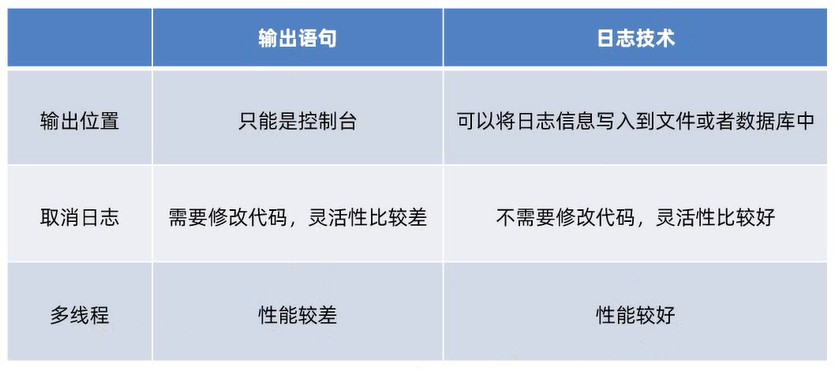 输出语句
日志技术
输出位置
只能是控制台
可以将日志信息写入到文件或者数据库中
取消日志
需要修改代码，灵活性比较差
不需要修改代码，灵活性比较好
多线程
性能较差
性能较好